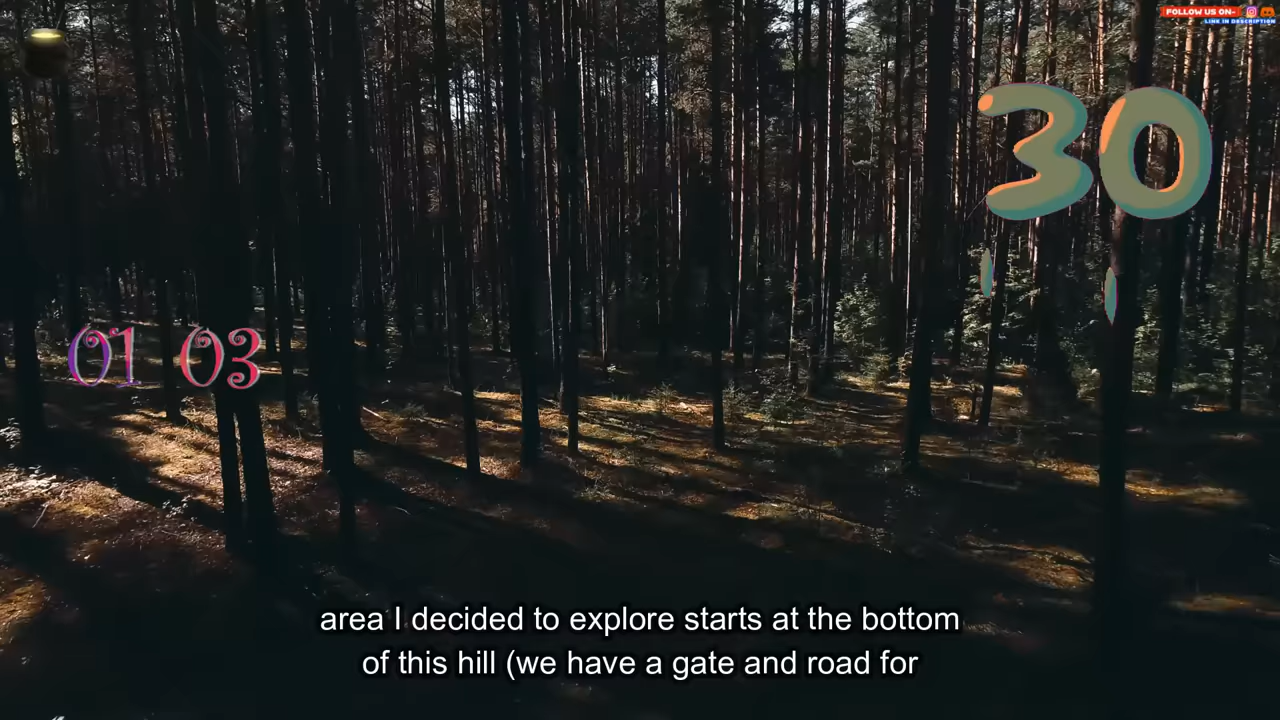 FOLLOW US ON-
LINK IN DESCRIPTION
30
01 03
area I decided to explore starts at the bottom
of this hill (we have a gate and road for